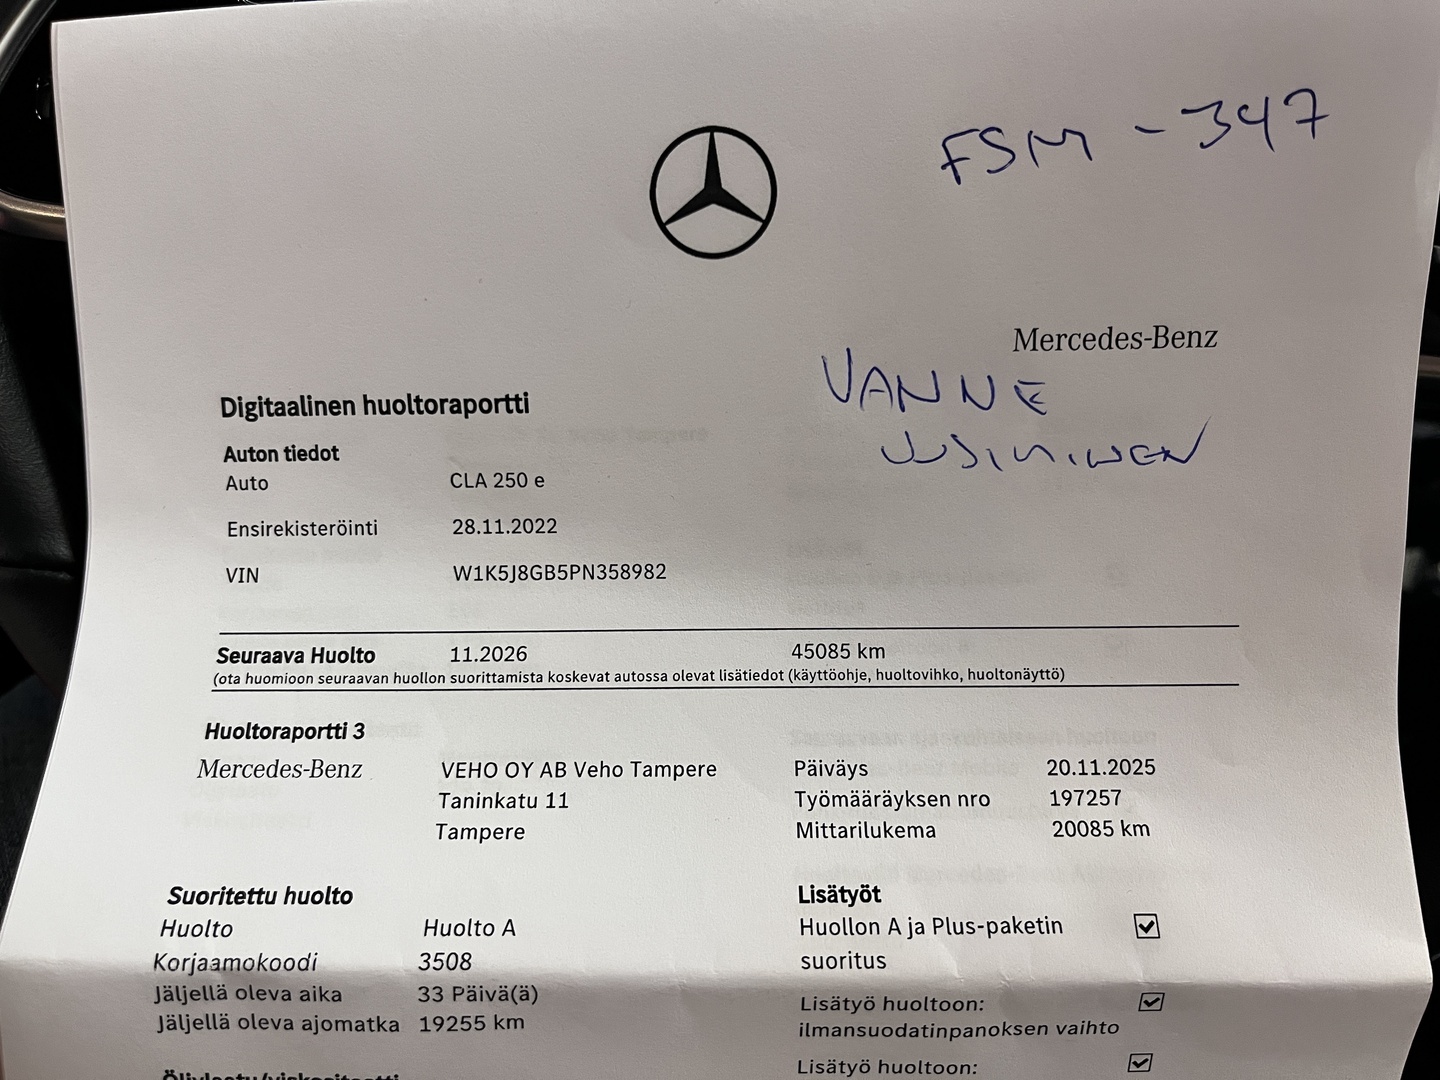 FSM - 347
Mercedes-Benz
VANNE
UUSIMINEN
Digitaalinen huoltoraportti
Auton tiedot
Auto CLA 250 e
Ensirekisteröinti 28.11.2022
VIN W1K5J8GB5PN358982
Seuraava Huolto 11.2026 45085 km
(ota huomioon seuraavan huollon suorittamista koskevat autossa olevat lisätiedot (käyttöohje, huoltovihko, huoltonäyttö)
Huoltoraportti 3
Mercedes-Benz VEHO OY AB Veho Tampere Päiväys 20.11.2025
Taninkatu 11 Työmääräyksen nro 197257
Tampere Mittarilukema 20085 km
Suoritettu huolto Lisätyöt
Huolto Huolto A Huollon A ja Plus-paketin
Korjaamokoodi 3508 suoritus
Jäljellä oleva aika 33 Päivä(ä) Lisätyö huoltoon:
Jäljellä oleva ajomatka 19255 km ilmansuodatinpanoksen vaihto
Lisätyö huoltoon: